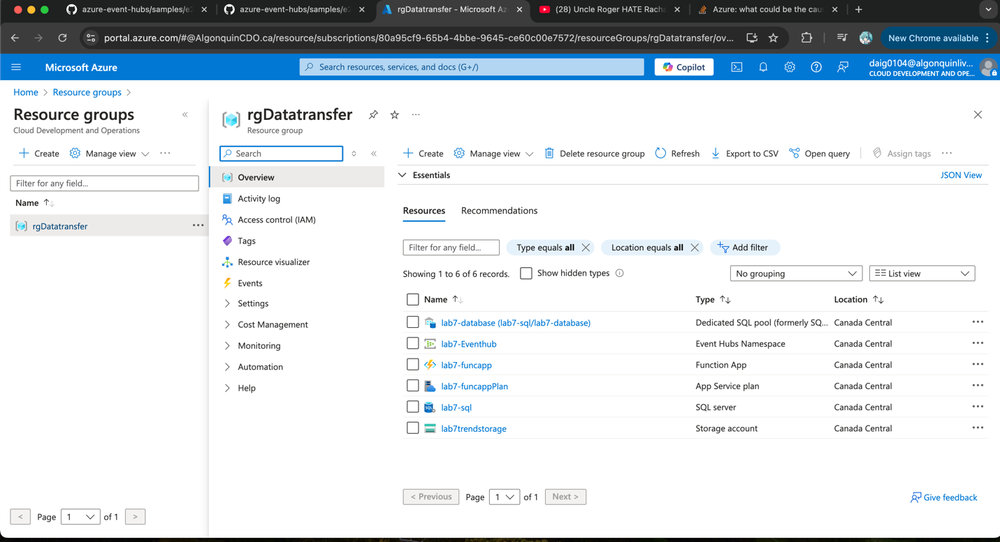 azure-event-hubs/samples/e2
azure-event-hubs/samples/e2
rgDatatransfer - Microsoft Az
(28) Uncle Roger HATE Racha
Azure: what could be the cau
portal.azure.com/#@AlgonquinCDO.ca/resource/subscriptions/80a95cf9-65b4-4bbe-9645-ce60c00e7572/resourceGroups/rgDatatransfer/ov...
New Chrome available
Microsoft Azure
Search resources, services, and docs (G+/)
Copilot
daig0104@algonquinliv...
CLOUD DEVELOPMENT AND OPE...
Home > Resource groups >
Resource groups
Cloud Development and Operations
Create
Manage view
Filter for any field...
Name
rgDatatransfer
< Page 1 of 1 >
rgDatatransfer
Resource group
Search
Overview
Activity log
Access control (IAM)
Tags
Resource visualizer
Events
Settings
Cost Management
Monitoring
Automation
Help
Create
Manage view
Delete resource group
Refresh
Export to CSV
Open query
Assign tags
Essentials
JSON View
Resources
Recommendations
Filter for any field...
Type equals all
Location equals all
Add filter
Showing 1 to 6 of 6 records.
Show hidden types
No grouping
List view
Name Type Location
lab7-database (lab7-sql/lab7-database) Dedicated SQL pool (formerly SQ... Canada Central
lab7-Eventhub Event Hubs Namespace Canada Central
lab7-funcapp Function App Canada Central
lab7-funcappPlan App Service plan Canada Central
SQL lab7-sql SQL server Canada Central
lab7trendstorage Storage account Canada Central
< Previous Page 1 of 1 Next >
Give feedback